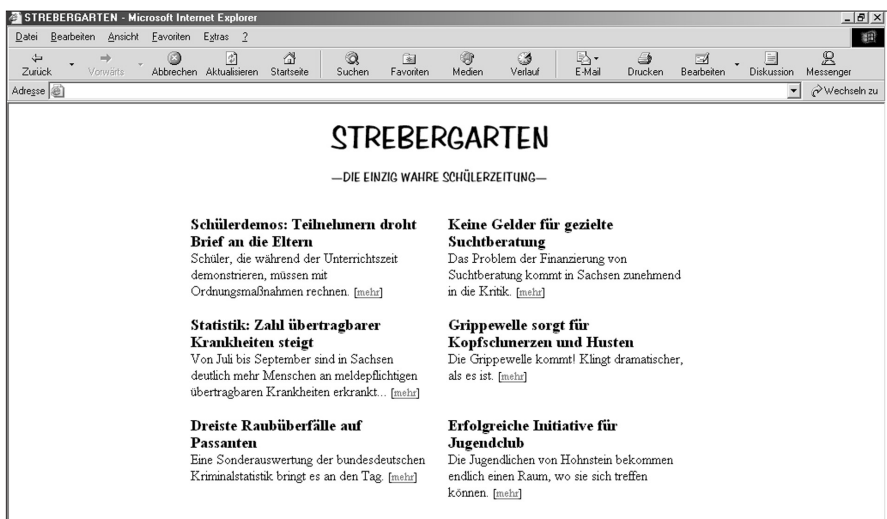 STREBERGARTEN - Microsoft Internet Explorer
Datei Bearbeiten Ansicht Favoriten Extras ?
Zurück Vorwärts Abbrechen Aktualisieren Startseite Suchen Favoriten Medien Verlauf E-Mail Drucken Bearbeiten Diskussion Messenger
Adresse Wechseln zu
STREBERGARTEN
—DIE EINZIG WAHRE SCHÜLERZEITUNG—
Schülerdemos: Teilnehmern droht
Brief an die Eltern
Schüler, die während der Unterrichtszeit
demonstrieren, müssen mit
Ordnungsmaßnahmen rechnen. [mehr]
Statistik: Zahl übertragbarer
Krankheiten steigt
Von Juli bis September sind in Sachsen
deutlich mehr Menschen an meldepflichtigen
übertragbaren Krankheiten erkrankt... [mehr]
Dreiste Raubüberfälle auf
Passanten
Eine Sonderauswertung der bundesdeutschen
Kriminalstatistik bringt es an den Tag. [mehr]
Keine Gelder für gezielte
Suchtberatung
Das Problem der Finanzierung von
Suchtberatung kommt in Sachsen zunehmend
in die Kritik. [mehr]
Grippewelle sorgt für
Kopfschmerzen und Husten
Die Grippewelle kommt! Klingt dramatischer,
als es ist. [mehr]
Erfolgreiche Initiative für
Jugendclub
Die Jugendlichen von Hohnstein bekommen
endlich einen Raum, wo sie sich treffen
können. [mehr]